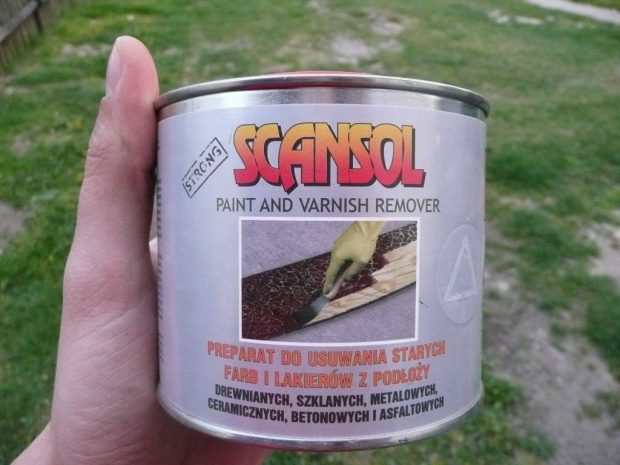 SCANSOL
STRONG
PAINT AND VARNISH REMOVER
PREPARAT DO USUWANIA STARYCH
FARB I LAKIERÓW Z PODŁOŻY
DREWNIANYCH, SZKLANYCH, METALOWYCH,
CERAMICZNYCH, BETONOWYCH I ASFALTOWYCH